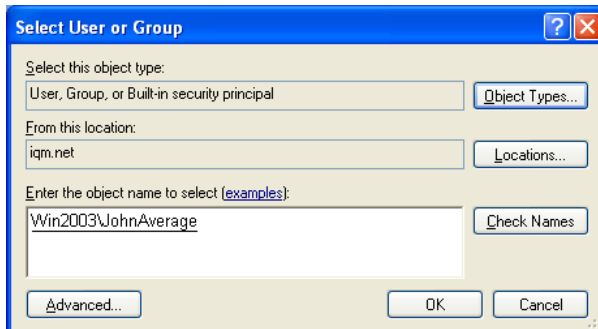 Select User or Group
Select this object type:
User, Group, or Built-in security principal
Object Types...
From this location:
iqm.net
Locations...
Enter the object name to select (examples):
Win2003\JohnAverage
Check Names
Advanced...
OK
Cancel